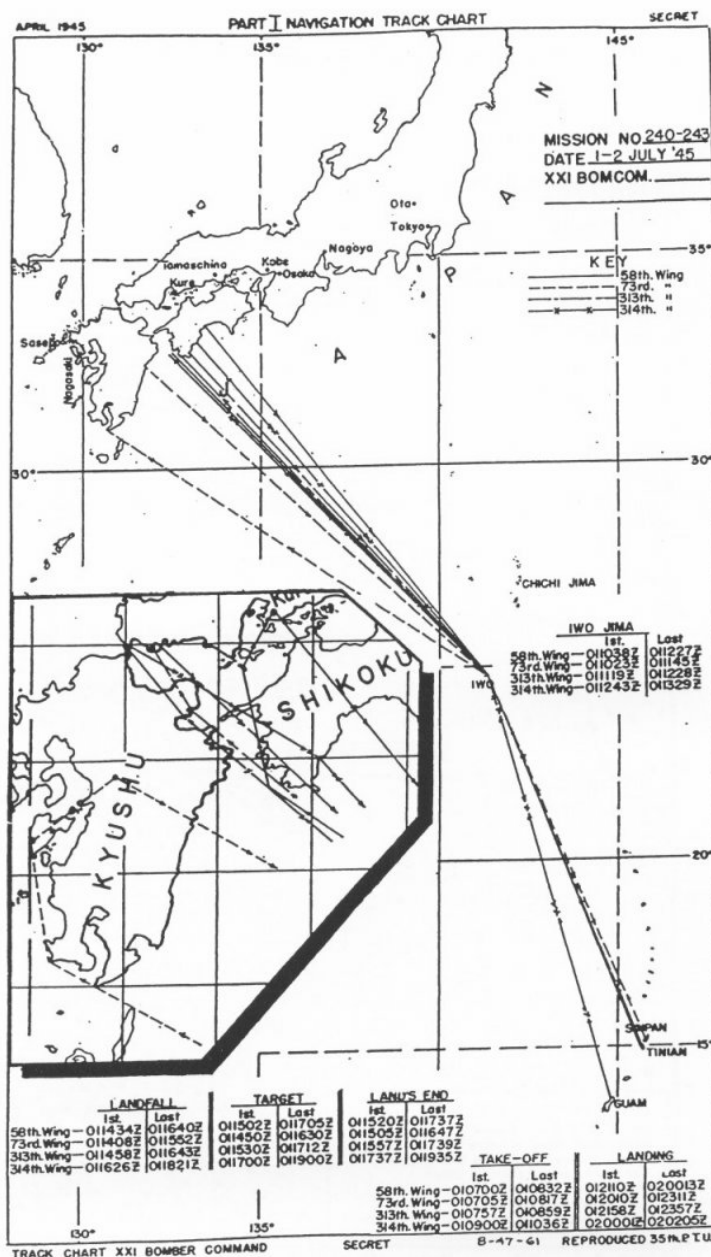 APRIL 1945 PART I NAVIGATION TRACK CHART SECRET
130° 135° 145°
N
MISSION NO. 240-243
DATE 1-2 JULY '45
XXI BOMCOM.
A
Ota
Tokyo
Nagoya
Kobe
Osaka
Tamaschina
Kure
P
35°
KEY
58th. Wing
73rd. "
313th. "
314th. "
Sasebo
Nagasaki
A
J
30° 30°
CHICHI JIMA
IWO JIMA
1st. Last
58th. Wing—011038Z 011227Z
73rd. Wing—011023Z 011145Z
313th. Wing—011119Z 011228Z
314th. Wing—011243Z 011329Z
IWO
SHIKOKU
KYUSHU
20°
SAIPAN
TINIAN
15°
GUAM
LANDFALL TARGET LAND'S END
1st. Last 1st. Last 1st. Last
58th. Wing—011434Z 011640Z 011502Z 011705Z 011520Z 011737Z
73rd. Wing—011408Z 011552Z 011450Z 011630Z 011505Z 011647Z
313th. Wing—011458Z 011643Z 011530Z 011712Z 011557Z 011739Z
314th. Wing—011626Z 011821Z 011700Z 011900Z 011737Z 011935Z
TAKE-OFF LANDING
1st. Last 1st. Last
58th. Wing—010700Z 010832Z 012110Z 020013Z
73rd. Wing—010705Z 010817Z 012010Z 012311Z
313th. Wing—010757Z 010859Z 012158Z 012357Z
314th. Wing—010900Z 011036Z 020001Z 020205Z
130° 135°
TRACK CHART XXI BOMBER COMMAND SECRET 8-47-61 REPRODUCED 35th. P.T.U.